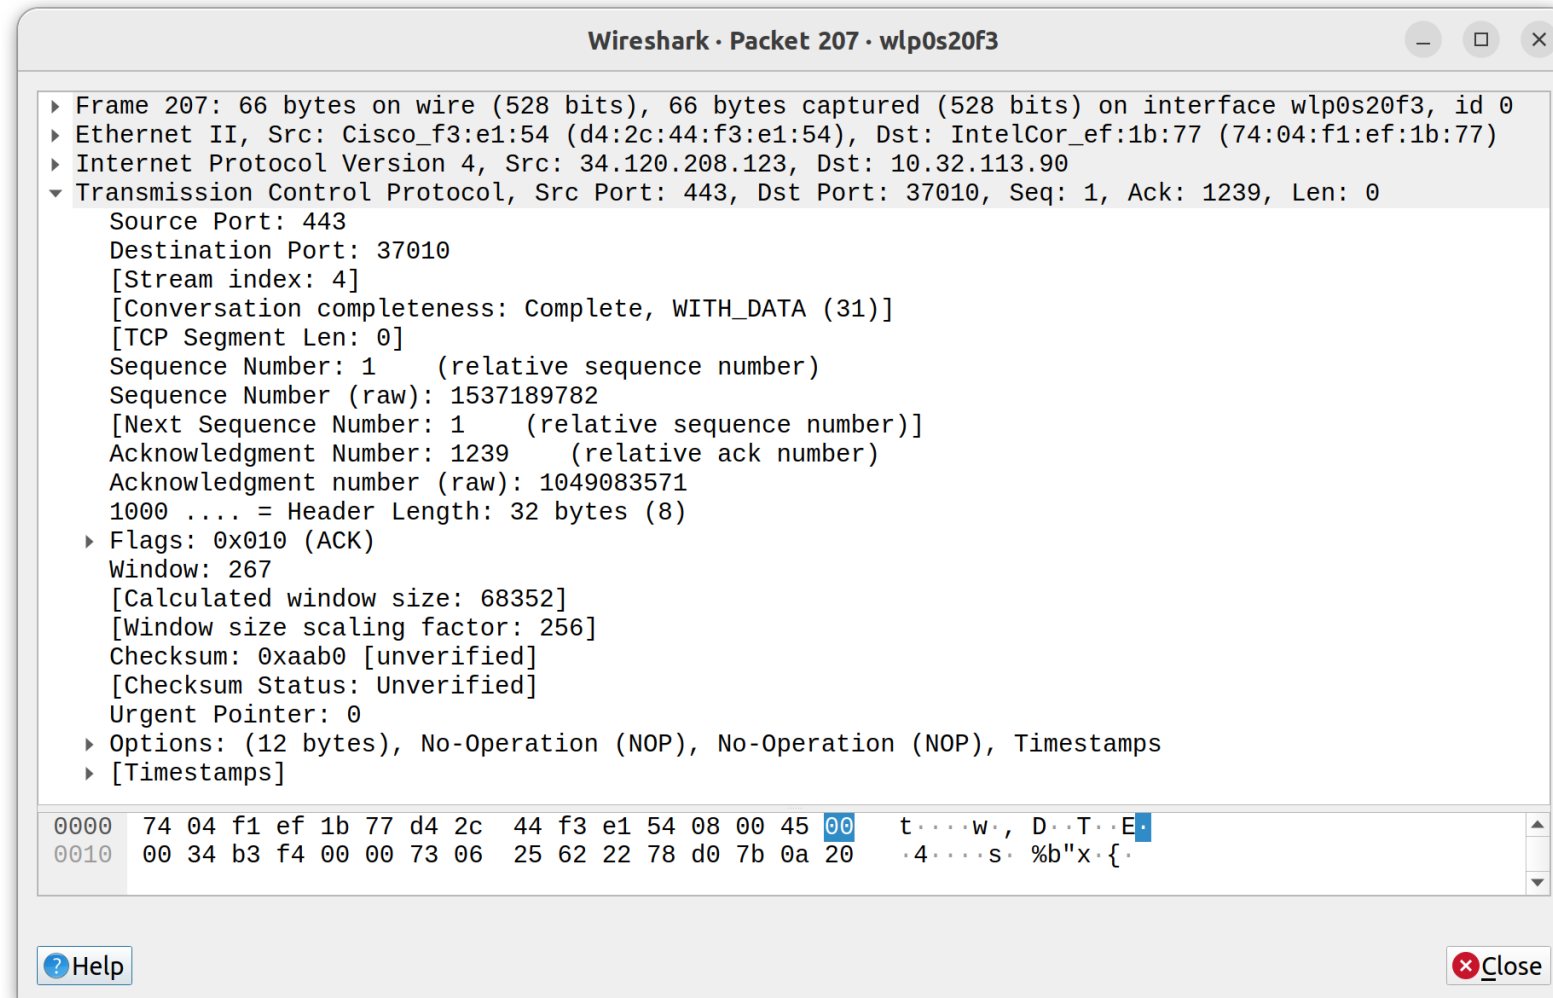 Wireshark · Packet 207 · wlp0s20f3
Frame 207: 66 bytes on wire (528 bits), 66 bytes captured (528 bits) on interface wlp0s20f3, id 0
Ethernet II, Src: Cisco_f3:e1:54 (d4:2c:44:f3:e1:54), Dst: IntelCor_ef:1b:77 (74:04:f1:ef:1b:77)
Internet Protocol Version 4, Src: 34.120.208.123, Dst: 10.32.113.90
Transmission Control Protocol, Src Port: 443, Dst Port: 37010, Seq: 1, Ack: 1239, Len: 0
Source Port: 443
Destination Port: 37010
[Stream index: 4]
[Conversation completeness: Complete, WITH_DATA (31)]
[TCP Segment Len: 0]
Sequence Number: 1    (relative sequence number)
Sequence Number (raw): 1537189782
[Next Sequence Number: 1    (relative sequence number)]
Acknowledgment Number: 1239    (relative ack number)
Acknowledgment number (raw): 1049083571
1000 .... = Header Length: 32 bytes (8)
Flags: 0x010 (ACK)
Window: 267
[Calculated window size: 68352]
[Window size scaling factor: 256]
Checksum: 0xaab0 [unverified]
[Checksum Status: Unverified]
Urgent Pointer: 0
Options: (12 bytes), No-Operation (NOP), No-Operation (NOP), Timestamps
[Timestamps]
0000  74 04 f1 ef 1b 77 d4 2c  44 f3 e1 54 08 00 45 00   t····w·, D··T··E·
0010  00 34 b3 f4 00 00 73 06  25 62 22 78 d0 7b 0a 20   ·4····s· %b"x·{· 
Help
Close